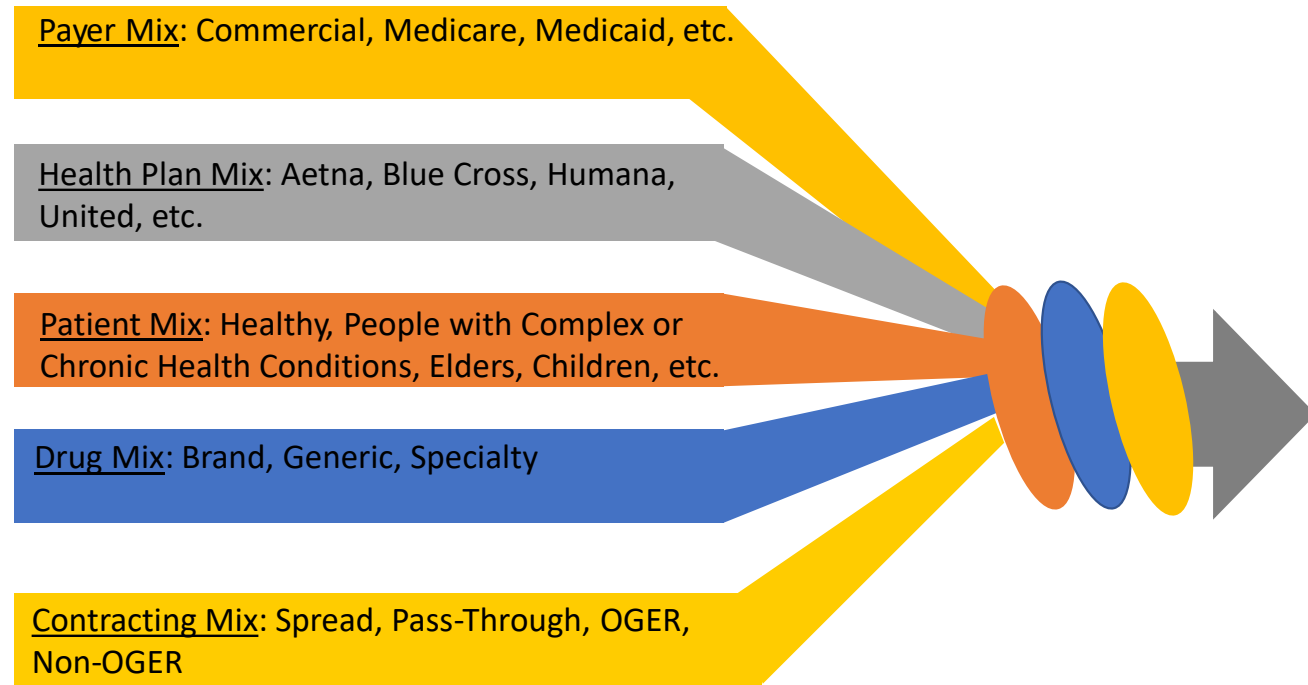 Payer Mix: Commercial, Medicare, Medicaid, etc.
Health Plan Mix: Aetna, Blue Cross, Humana,
United, etc.
Patient Mix: Healthy, People with Complex or
Chronic Health Conditions, Elders, Children, etc.
Drug Mix: Brand, Generic, Specialty
Contracting Mix: Spread, Pass-Through, OGER,
Non-OGER